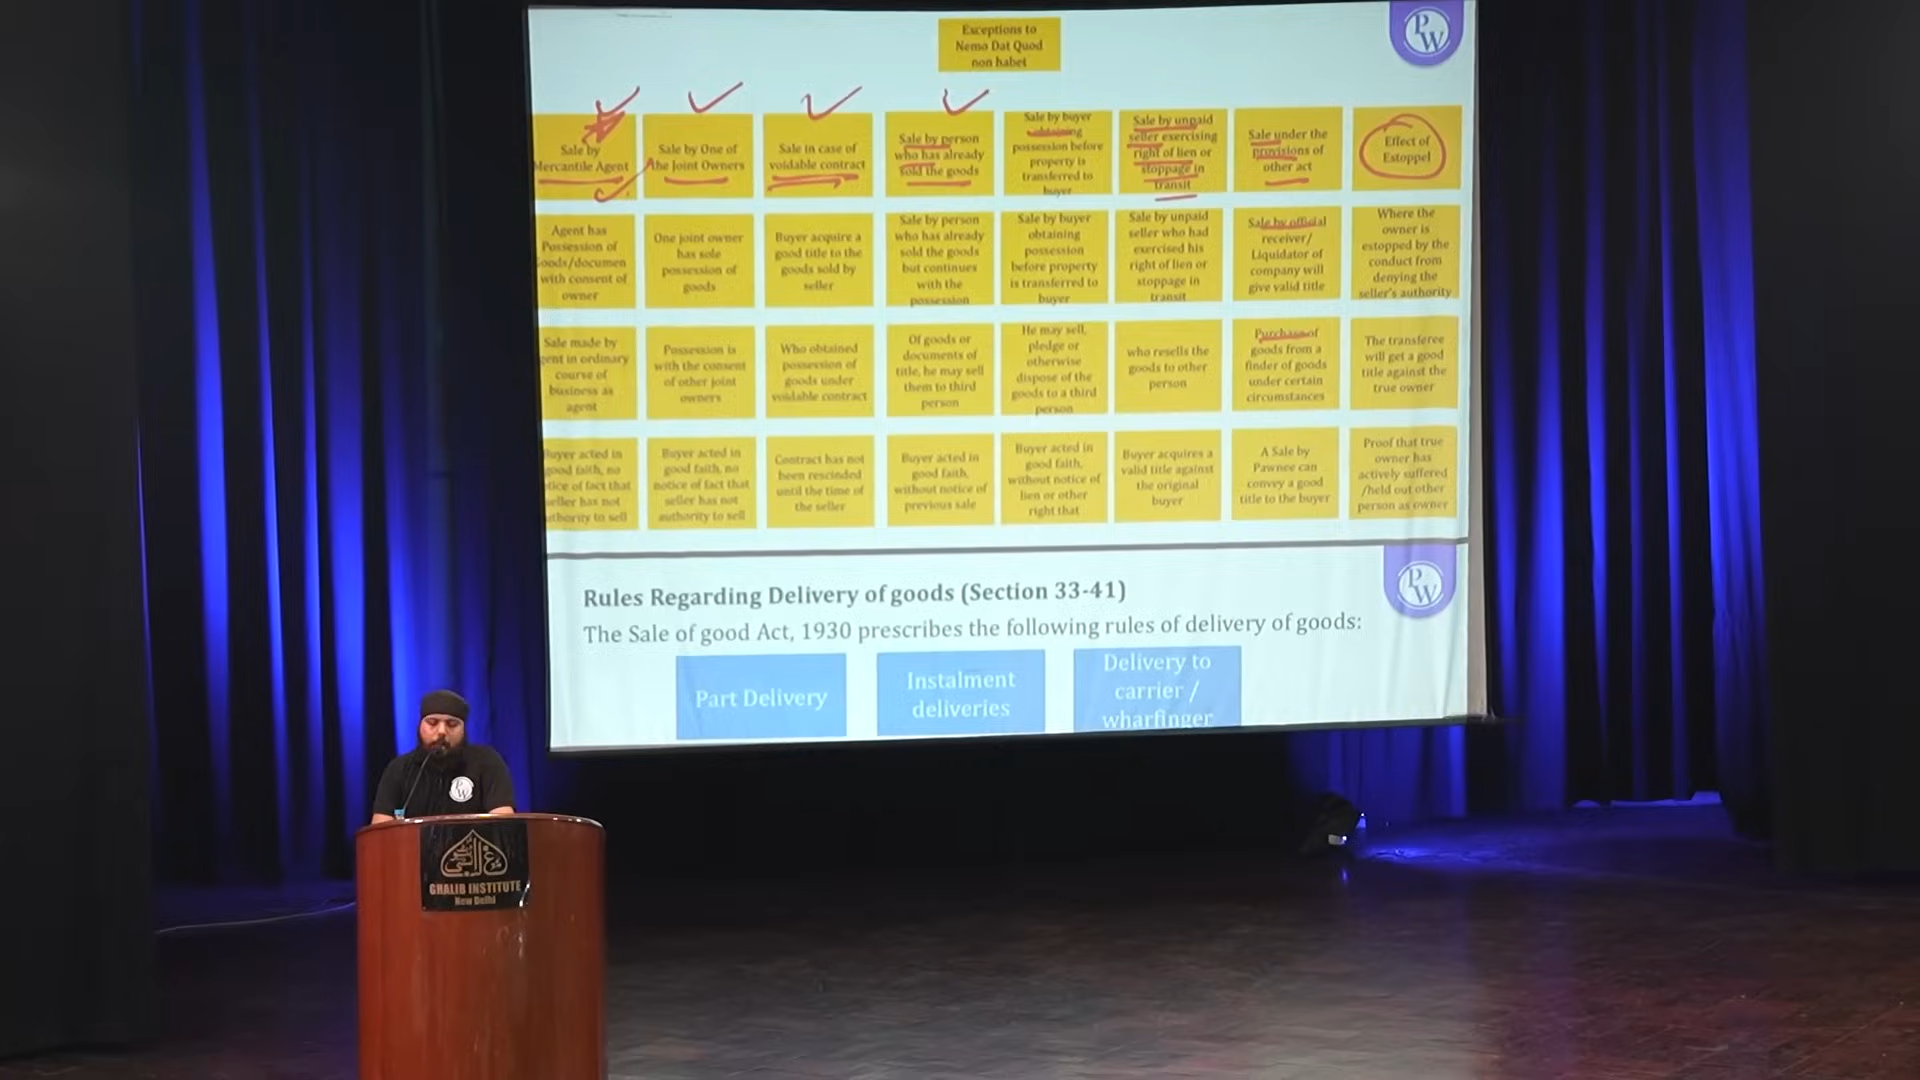 Exceptions to
Nemo Dat Quod
non habet
PW
Sale by
Mercantile Agent
Sale by One of
the Joint Owners
Sale in case of
voidable contract
Sale by person
who has already
sold the goods
Sale by buyer
obtaining
possession before
property is
transferred to
buyer
Sale by unpaid
seller exercising
right of lien or
stoppage in
transit
Sale under the
provisions of
other act
Effect of
Estoppel
Agent has
Possession of
oods/documen
with consent of
owner
One joint owner
has sole
possession of
goods
Buyer acquire a
good title to the
goods sold by
seller
Sale by person
who has already
sold the goods
but continues
with the
possession
Sale by buyer
obtaining
possession
before property
is transferred to
buyer
Sale by unpaid
seller who had
exercised his
right of lien or
stoppage in
transit
Sale by official
receiver/
Liquidator of
company will
give valid title
Where the
owner is
estopped by the
conduct from
denying the
seller's authority
Sale made by
gent in ordinary
course of
business as
agent
Possession is
with the consent
of other joint
owners
Who obtained
possession of
goods under
voidable contract
Of goods or
documents of
title, he may sell
them to third
person
He may sell,
pledge or
otherwise
dispose of the
goods to a third
person
who resells the
goods to other
person
Purchase of
goods from a
finder of goods
under certain
circumstances
The transferee
will get a good
title against the
true owner
Buyer acted in
good faith, no
tice of fact that
seller has not
uthority to sell
Buyer acted in
good faith, no
notice of fact that
seller has not
authority to sell
Contract has not
been rescinded
until the time of
the seller
Buyer acted in
good faith,
without notice of
previous sale
Buyer acted in
good faith,
without notice of
lien or other
right that
Buyer acquires a
valid title against
the original
buyer
A Sale by
Pawnee can
convey a good
title to the buyer
Proof that true
owner has
actively suffered
/held out other
person as owner
PW
Rules Regarding Delivery of goods (Section 33-41)
The Sale of good Act, 1930 prescribes the following rules of delivery of goods:
Part Delivery
Instalment
deliveries
Delivery to
carrier /
wharfinger
PW
غالب
GHALIB INSTITUTE
New Delhi